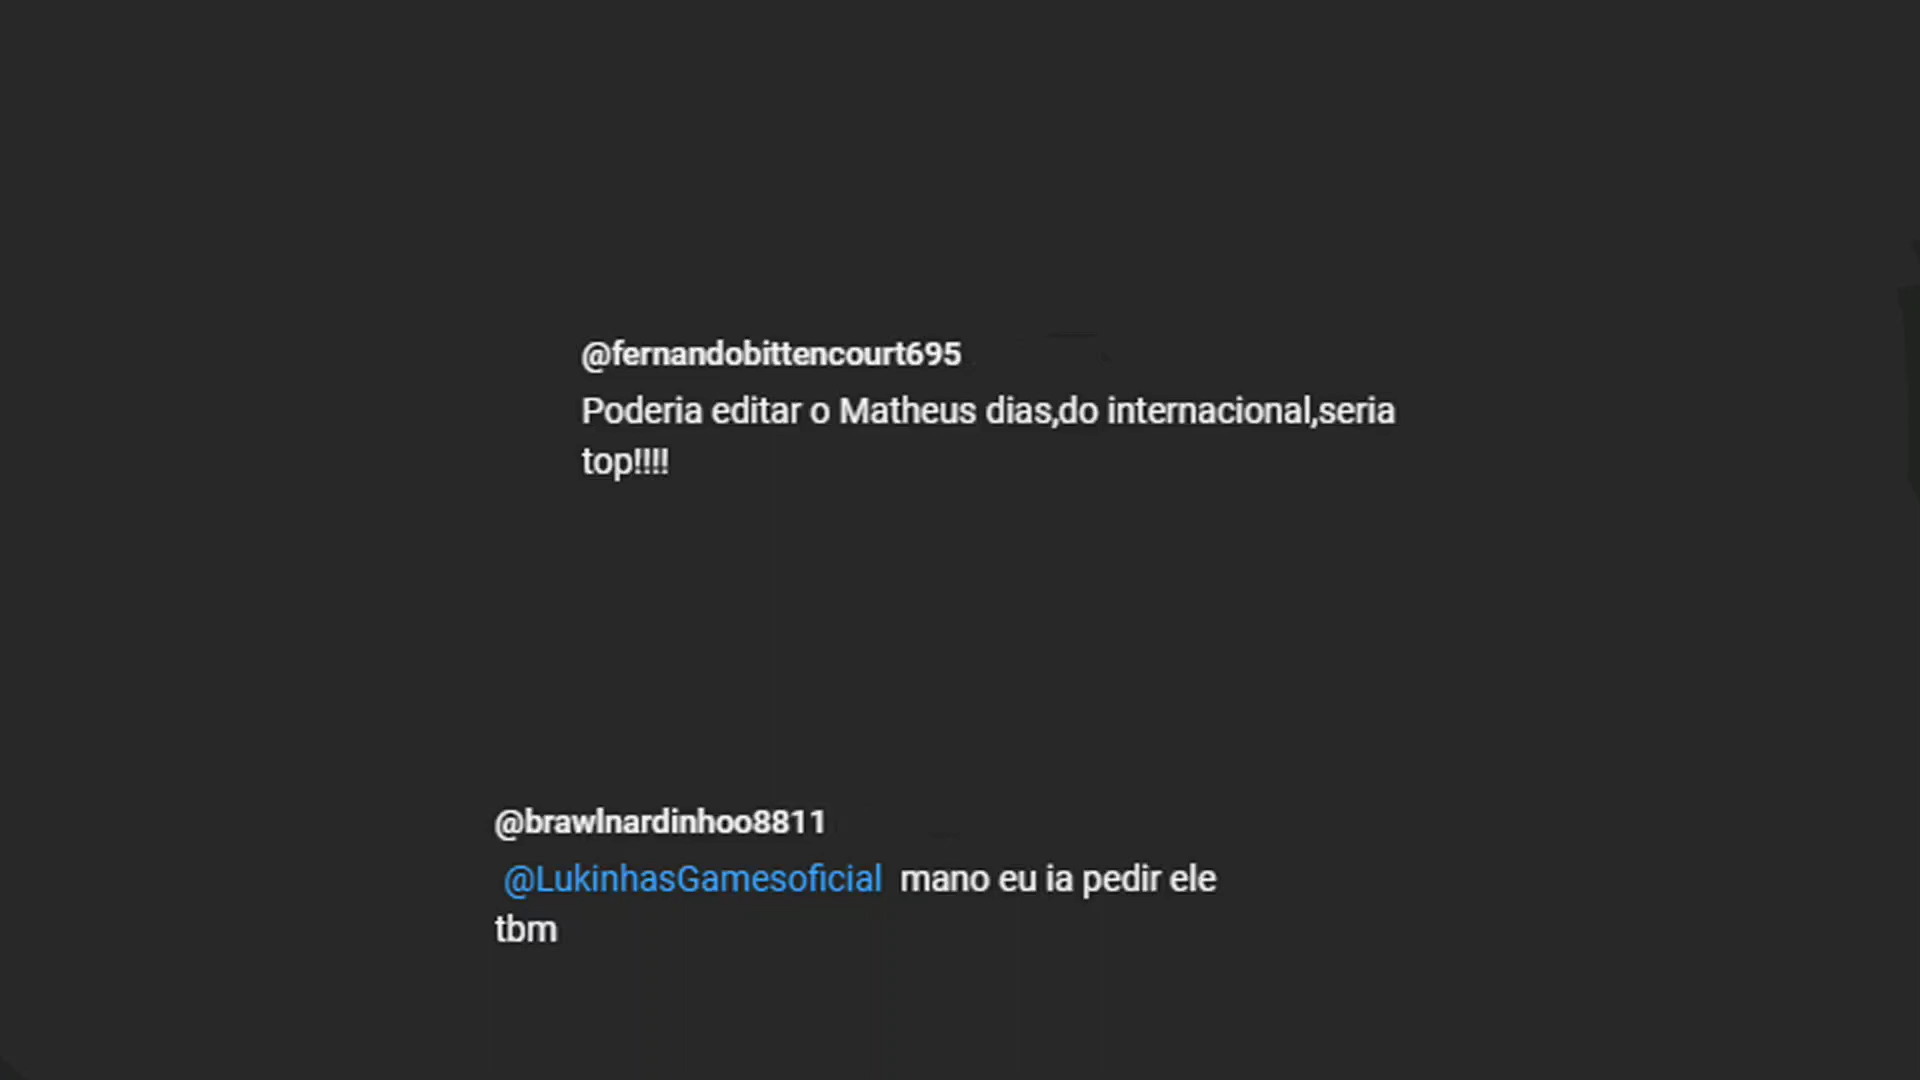 @fernandobittencourt695
Poderia editar o Matheus dias,do internacional,seria
top!!!!
@brawlnardinhoo8811
@LukinhasGamesoficial mano eu ia pedir ele
tbm